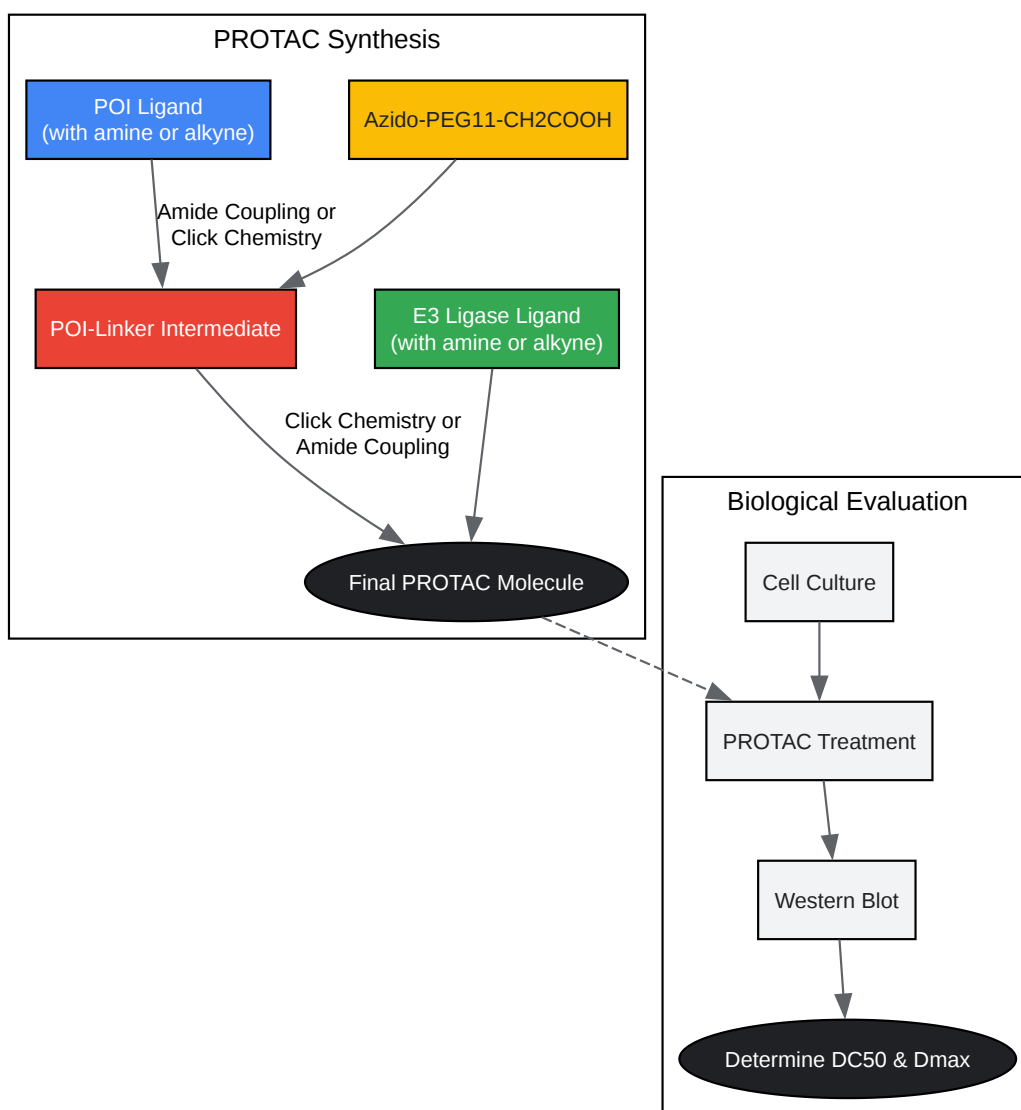 PROTAC Synthesis
POI Ligand
(with amine or alkyne)
Azido-PEG11-CH2COOH
Amide Coupling or
Click Chemistry
POI-Linker Intermediate
E3 Ligase Ligand
(with amine or alkyne)
Click Chemistry or
Amide Coupling
Final PROTAC Molecule
Biological Evaluation
Cell Culture
PROTAC Treatment
Western Blot
Determine DC50 & Dmax